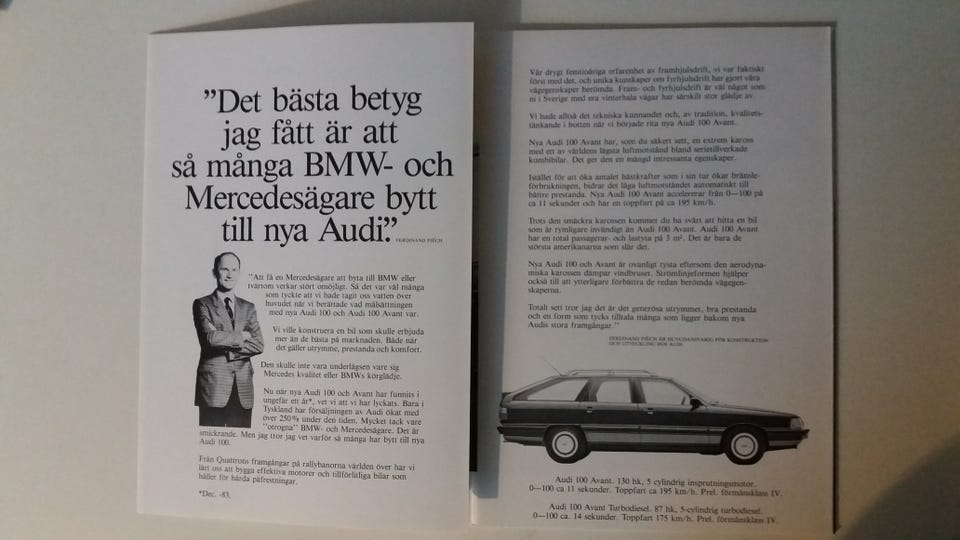 ”Det bästa betyg
jag fått är att
så många BMW- och
Mercedesägare bytt
till nya Audi.”
FERDINAND PIËCH
”Att få en Mercedesägare att byta till BMW eller
tvärtom verkar stört omöjligt. Så det var väl många
som tyckte att vi hade tagit oss vatten över
huvudet när vi berättade vad målsättningen
med nya Audi 100 och Audi 100 Avant var.
Vi ville konstruera en bil som skulle erbjuda
mer än de bästa på marknaden. Både när
det gäller utrymme, prestanda och komfort.
Den skulle inte vara underlägsen vare sig
Mercedes kvalitet eller BMWs körglädje.
Nu när nya Audi 100 och Avant har funnits i
ungefär ett år*, vet vi att vi har lyckats. Bara i
Tyskland har försäljningen av Audi ökat med
över 250% under den tiden. Mycket tack vare
”otrogna” BMW- och Mercedesägare. Det är
smickrande. Men jag tror jag vet varför så många har bytt till nya
Audi 100.
Från Quattrons framgångar på rallybanorna världen över har vi
lärt oss att bygga effektiva motorer och tillförlitliga bilar som
håller för hårda påfrestningar.
*Dec. -83.
Vår drygt femtioåriga erfarenhet av framhjulsdrift, vi var faktiskt
först med det, och unika kunskaper om fyrhjulsdrift har gjort våra
vägegenskaper berömda. Fram- och fyrhjulsdrift är väl något som
ni i Sverige med era vinterhala vägar har särskilt stor glädje av.
Vi hade alltså det tekniska kunnandet och, av tradition, kvalitets-
tänkande i botten när vi började rita nya Audi 100 Avant.
Nya Audi 100 Avant har, som du säkert sett, en extrem kaross
med ett av världens lägsta luftmotstånd bland serietillverkade
kombibilar. Det ger den en mängd intressanta egenskaper.
Istället för att öka antalet hästkrafter som i sin tur ökar bränsle-
förbrukningen, bidrar det låga luftmotståndet automatiskt till
bättre prestanda. Nya Audi 100 Avant accelererar från 0—100 på
ca 11 sekunder och har en toppfart på ca 195 km/h.
Trots den smäckra karossen kommer du ha svårt att hitta en bil
som är rymligare invändigt än Audi 100 Avant. Audi 100 Avant
har en total passagerar- och lastyta på 3 m². Det är bara de
största amerikanarna som slår det.
Nya Audi 100 och Avant är ovanligt tysta eftersom den aerodyna-
miska karossen dämpar vindbruset. Strömlinjeformen hjälper
också till att ytterligare förbättra de redan berömda vägegen-
skaperna.
Totalt sett tror jag det är det generösa utrymmet, bra prestanda
och en form som tycks tilltala många som ligger bakom nya
Audis stora framgångar.”
FERDINAND PIËCH ÄR HUVUDANSVARIG FÖR KONSTRUKTION
OCH UTVECKLING HOS AUDI
Audi 100 Avant. 130 hk, 5 cylindrig insprutningsmotor.
0—100 ca 11 sekunder. Toppfart ca 195 km/h. Prel. förmånsklass IV.
Audi 100 Avant Turbodiesel. 87 hk, 5-cylindrig turbodiesel.
0—100 ca. 14 sekunder. Toppfart 175 km/h. Prel. förmånsklass IV.